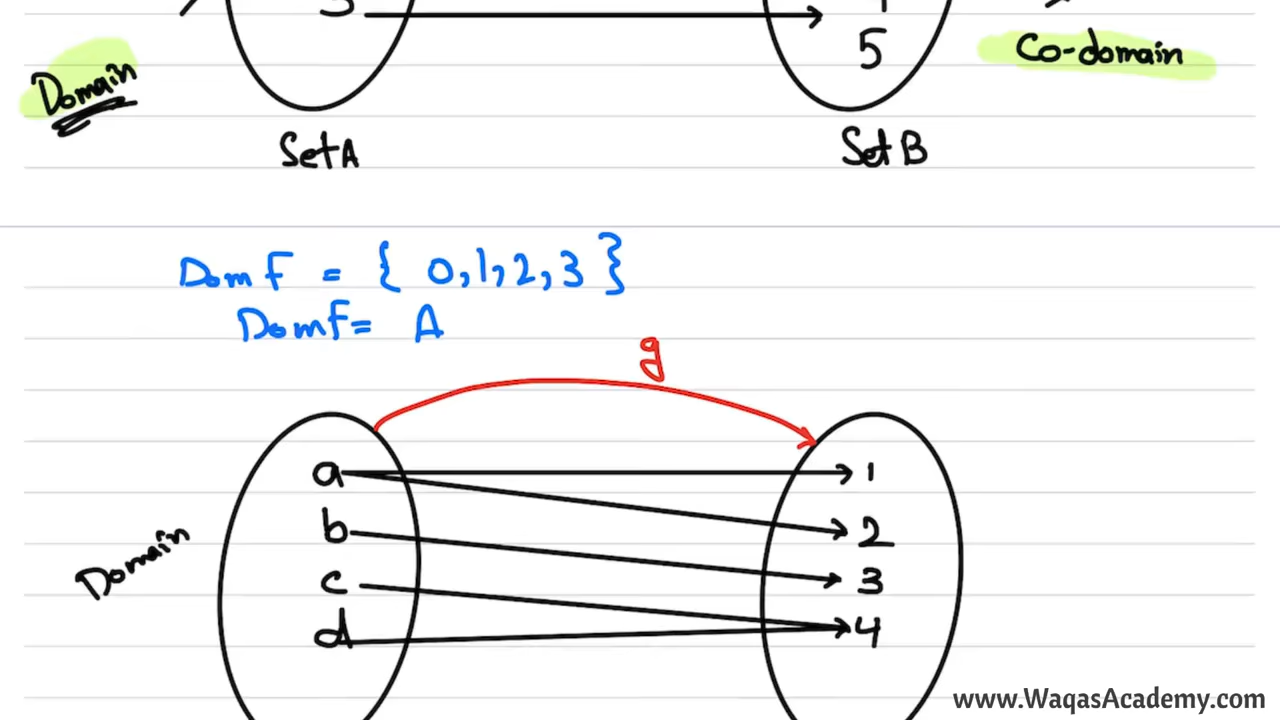 3
5
Co-domain
Domain
Set A
Set B
Dom f = { 0, 1, 2, 3 }
Dom f = A
g
a
1
b
2
Domain
c
3
d
4
www.WaqasAcademy.com